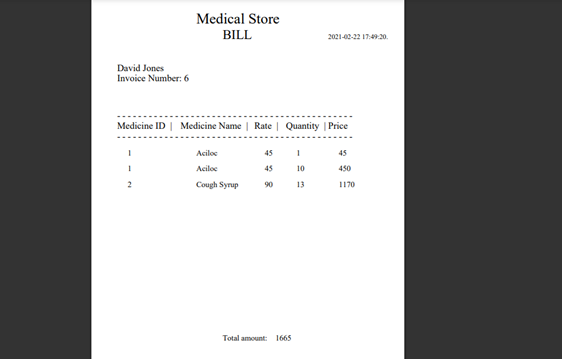 Medical Store
BILL
2021-02-22 17:49:20.
David Jones
Invoice Number: 6
- - - - - - - - - - - - - - - - - - - - - - - - - - - - - - - - - - - - - - - - - - - - - - -
Medicine ID | Medicine Name | Rate | Quantity | Price
- - - - - - - - - - - - - - - - - - - - - - - - - - - - - - - - - - - - - - - - - - - - - - -
1 Aciloc 45 1 45
1 Aciloc 45 10 450
2 Cough Syrup 90 13 1170
Total amount: 1665